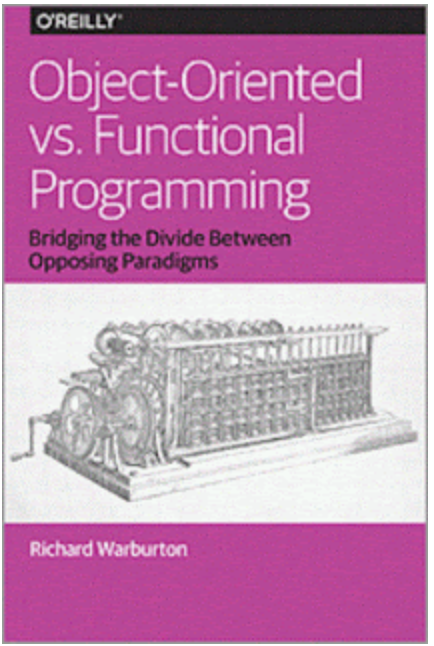 O'REILLY®
Object-Oriented
vs. Functional
Programming
Bridging the Divide Between
Opposing Paradigms
Richard Warburton